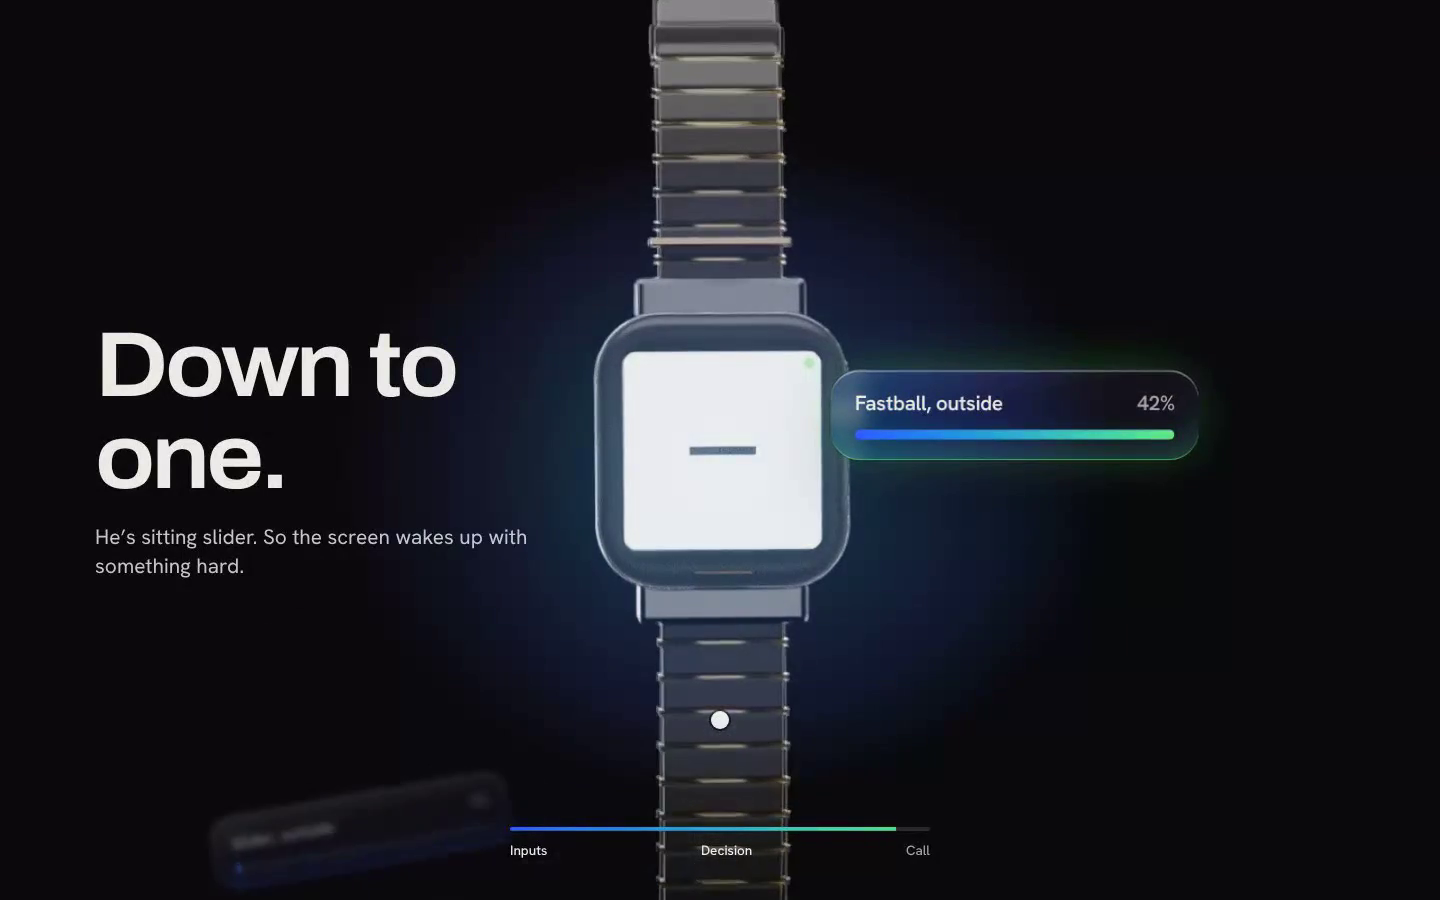 Down to
one.
He’s sitting slider. So the screen wakes up with
something hard.
Fastball, outside 42%
Inputs Decision Call